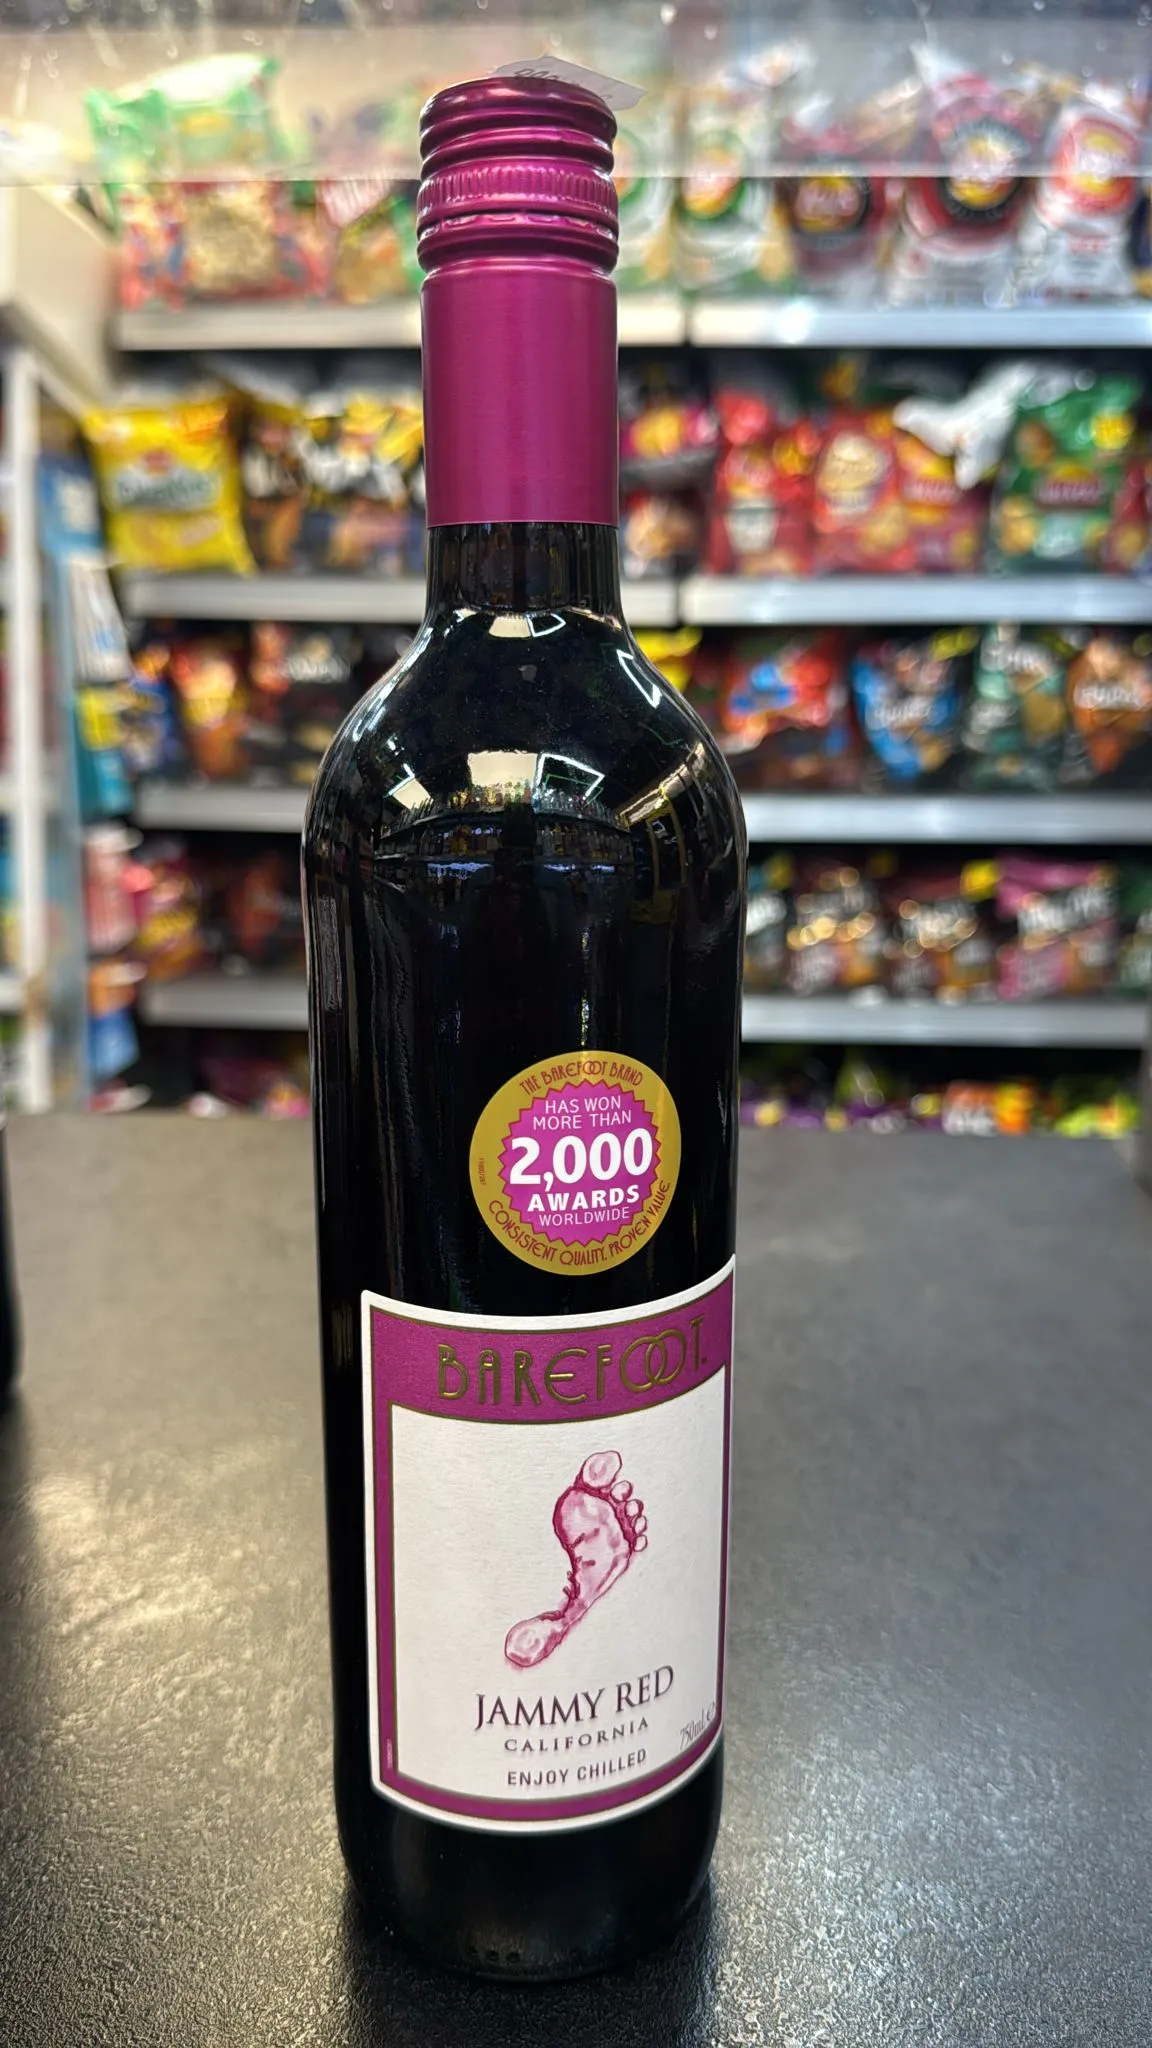 THE BAREFOOT BRAND
HAS WON
MORE THAN
2,000
AWARDS
WORLDWIDE
CONSISTENT QUALITY. PROVEN VALUE
BAREFOOT.
JAMMY RED
CALIFORNIA
750mL e
ENJOY CHILLED